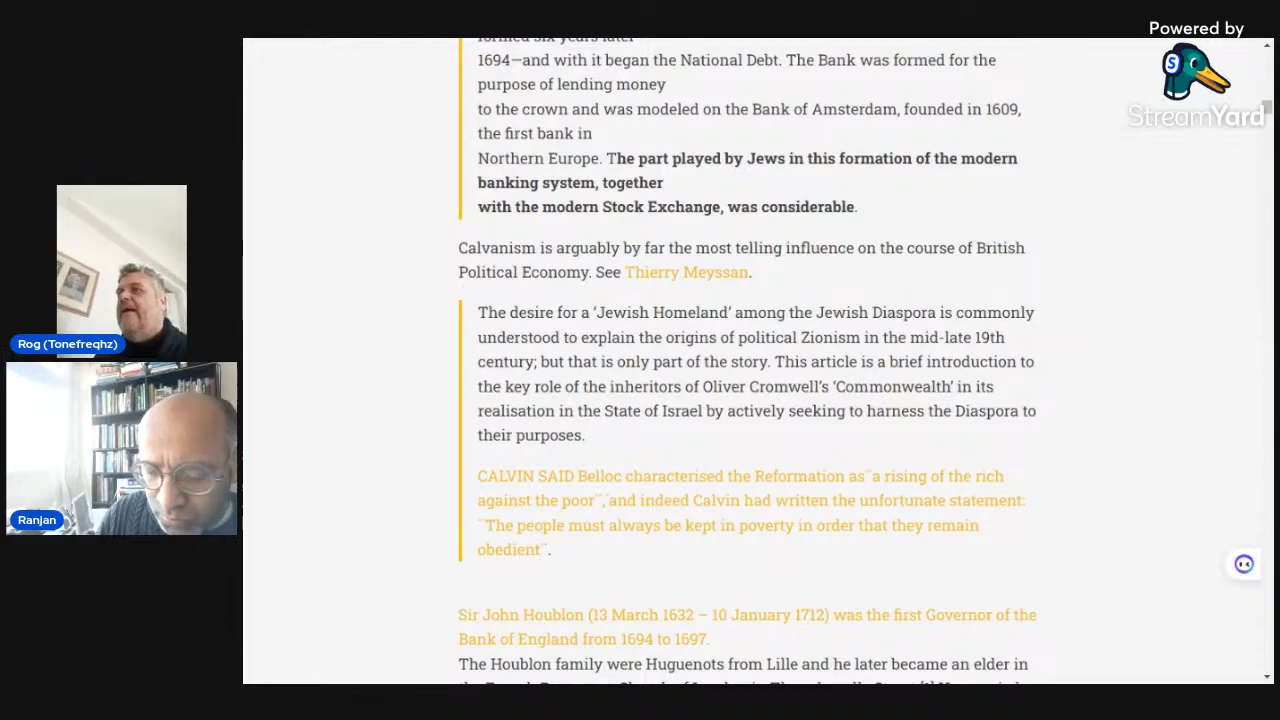 Powered by
StreamYard
formed six years later
1694—and with it began the National Debt. The Bank was formed for the
purpose of lending money
to the crown and was modeled on the Bank of Amsterdam, founded in 1609,
the first bank in
Northern Europe. The part played by Jews in this formation of the modern
banking system, together
with the modern Stock Exchange, was considerable.
Calvanism is arguably by far the most telling influence on the course of British
Political Economy. See Thierry Meyssan.
The desire for a ‘Jewish Homeland’ among the Jewish Diaspora is commonly
understood to explain the origins of political Zionism in the mid-late 19th
century; but that is only part of the story. This article is a brief introduction to
the key role of the inheritors of Oliver Cromwell’s ‘Commonwealth’ in its
realisation in the State of Israel by actively seeking to harness the Diaspora to
their purposes.
CALVIN SAID Belloc characterised the Reformation as¨a rising of the rich
against the poor¨,¨and indeed Calvin had written the unfortunate statement:
¨The people must always be kept in poverty in order that they remain
obedient¨.
Sir John Houblon (13 March 1632 – 10 January 1712) was the first Governor of the
Bank of England from 1694 to 1697.
The Houblon family were Huguenots from Lille and he later became an elder in
Rog (Tonefreqhz)
Ranjan